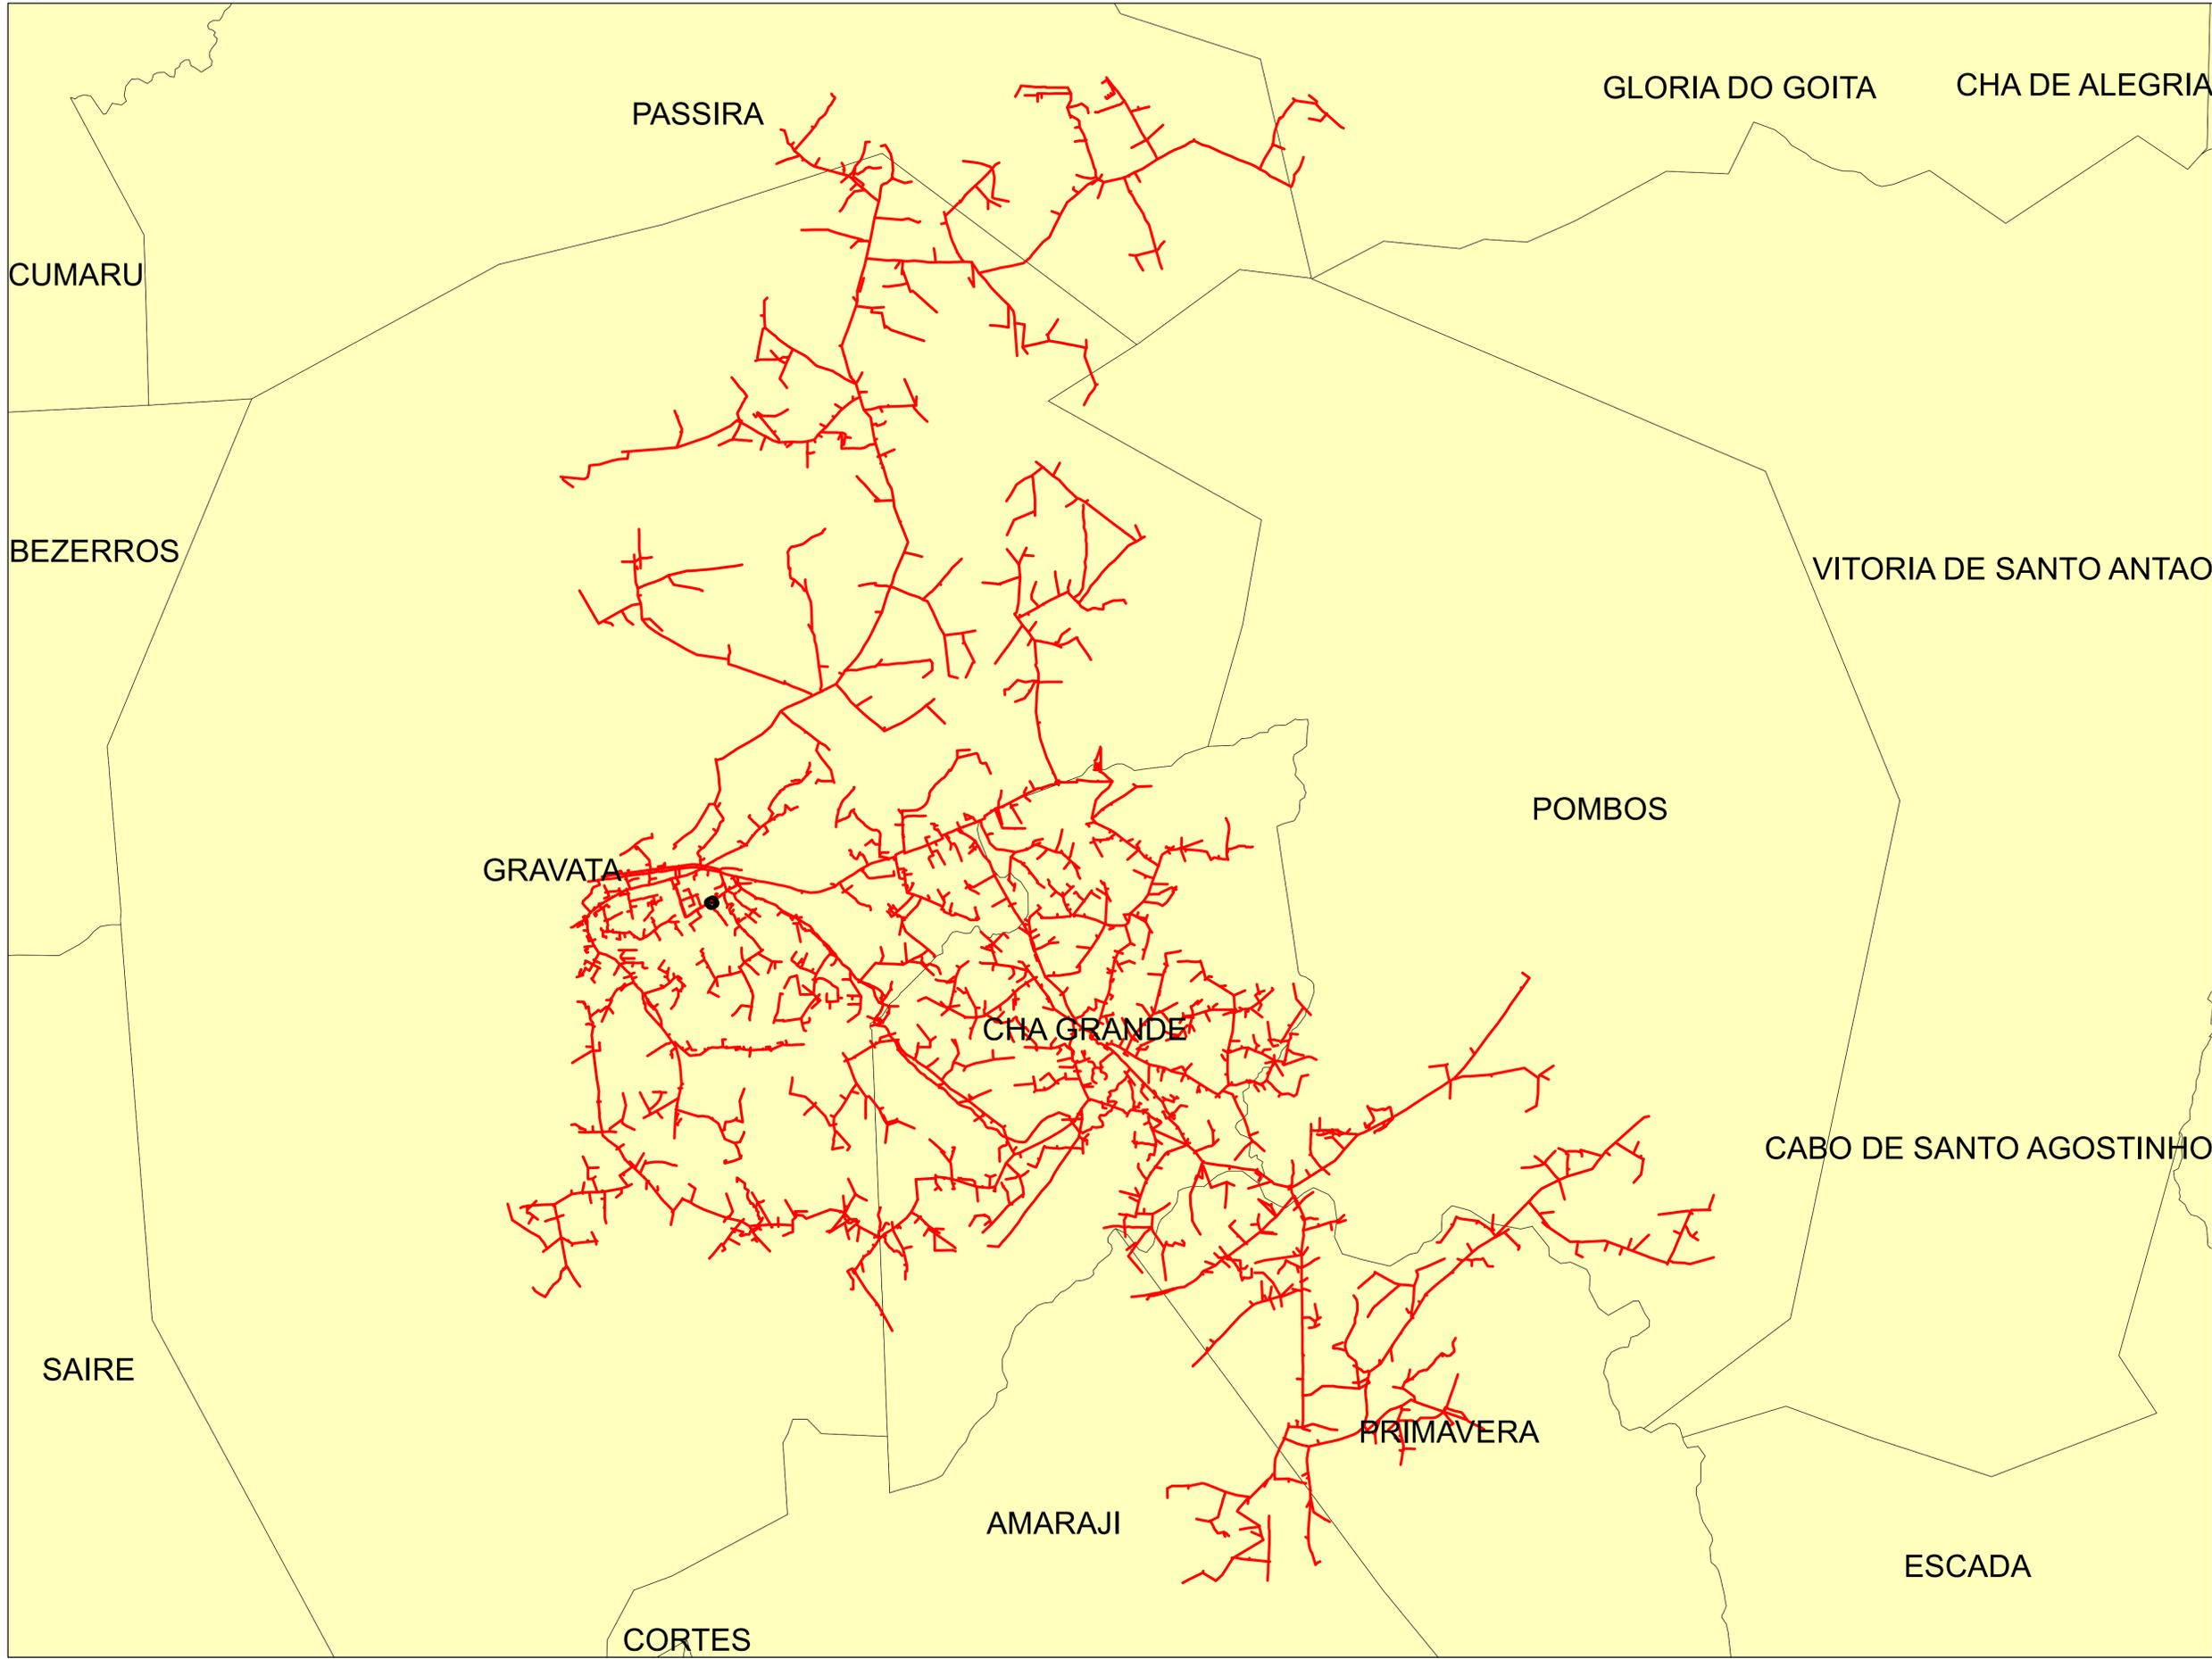 GLORIA DO GOITA
CHA DE ALEGRIA
PASSIRA
CUMARU
BEZERROS
VITORIA DE SANTO ANTAO
POMBOS
GRAVATA
CHA GRANDE
CABO DE SANTO AGOSTINHO
SAIRE
PRIMAVERA
AMARAJI
ESCADA
CORTES